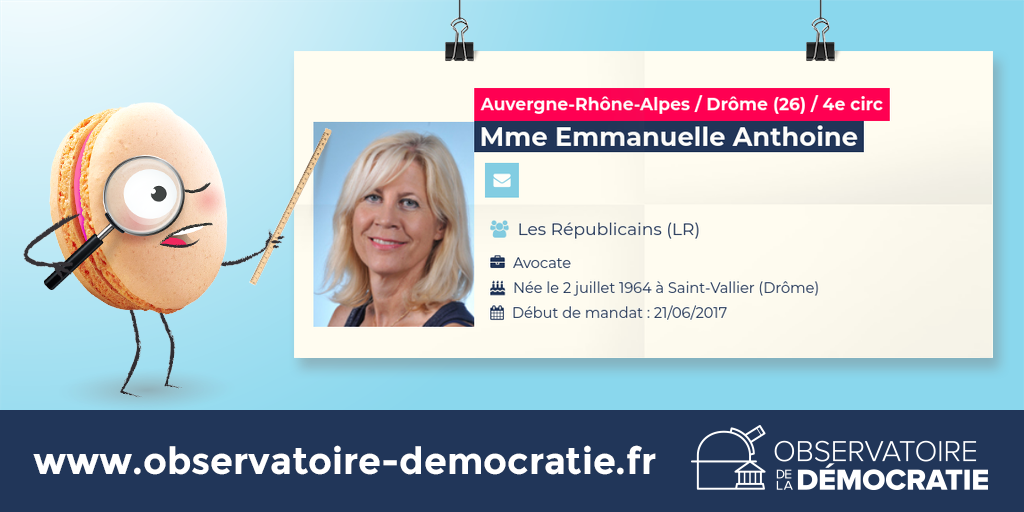 Auvergne-Rhône-Alpes / Drôme (26) / 4e circ
Mme Emmanuelle Anthoine
Les Républicains (LR)
Avocate
Née le 2 juillet 1964 à Saint-Vallier (Drôme)
Début de mandat : 21/06/2017
www.observatoire-democratie.fr
OBSERVATOIRE
DE LA DÉMOCRATIE